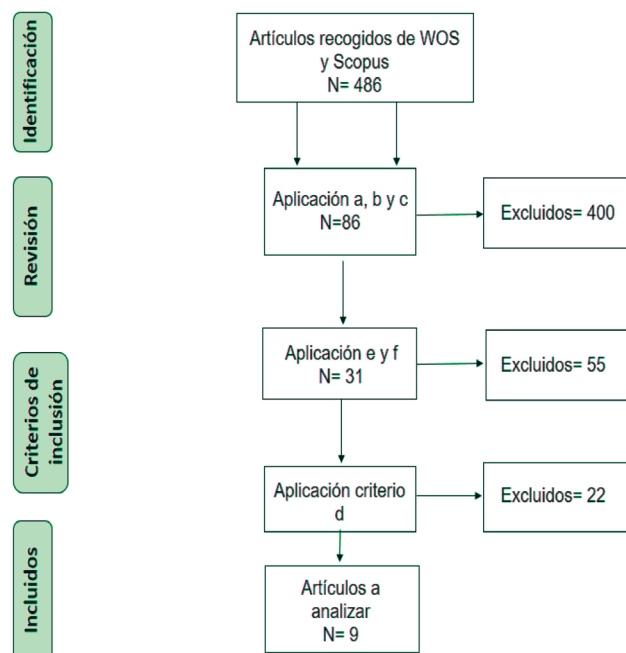 Identificación
Artículos recogidos de WOS
y Scopus
N= 486
Revisión
Aplicación a, b y c
N=86
Excluidos= 400
Criterios de
inclusión
Aplicación e y f
N= 31
Excluidos= 55
Aplicación criterio
d
Excluidos= 22
Incluidos
Artículos a
analizar
N= 9